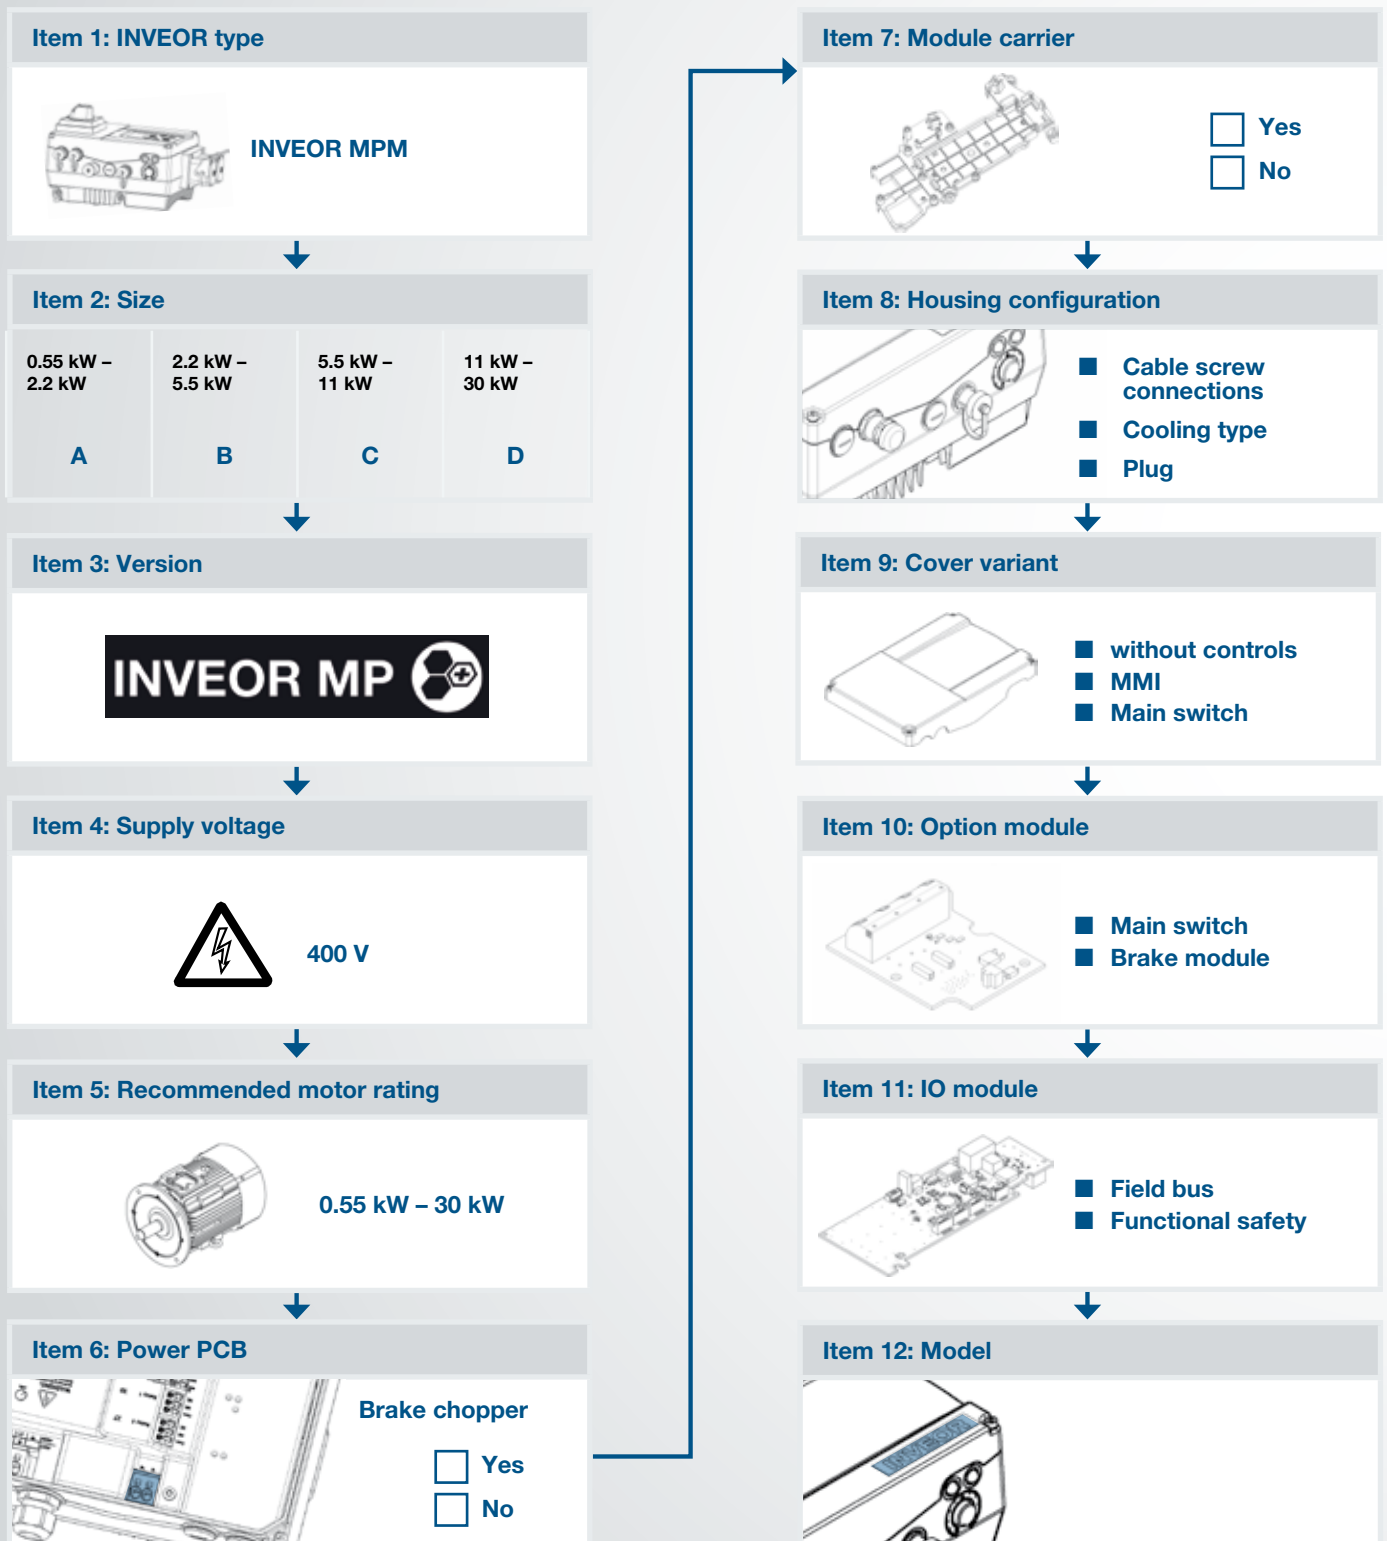 Item 1: INVEOR type
INVEOR MPM
Item 2: Size
0.55 kW –
2.2 kW
A
2.2 kW –
5.5 kW
B
5.5 kW –
11 kW
C
11 kW –
30 kW
D
Item 3: Version
INVEOR MP
Item 4: Supply voltage
400 V
Item 5: Recommended motor rating
0.55 kW – 30 kW
Item 6: Power PCB
Brake chopper
Yes
No
Item 7: Module carrier
Yes
No
Item 8: Housing configuration
Cable screw
connections
Cooling type
Plug
Item 9: Cover variant
without controls
MMI
Main switch
Item 10: Option module
Main switch
Brake module
Item 11: IO module
Field bus
Functional safety
Item 12: Model
INVEOR